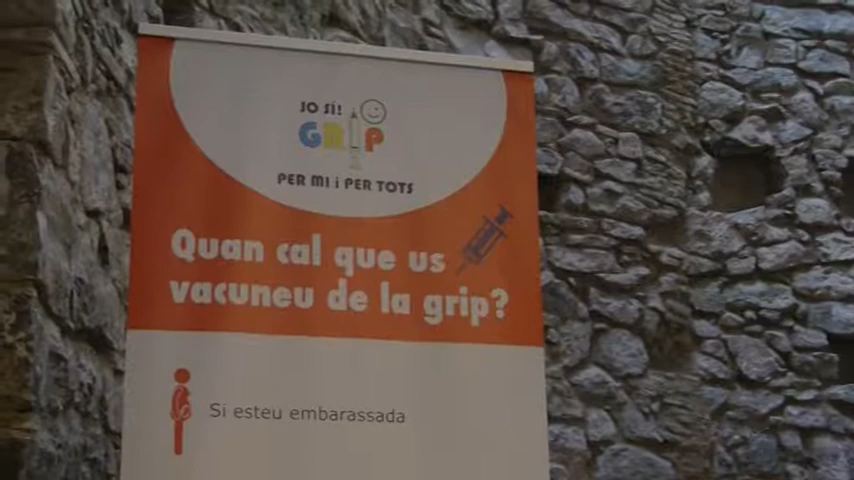 JO SÍ!
GRIP
PER MI i PER TOTS
Quan cal que us
vacuneu de la grip?
Si esteu embarassada